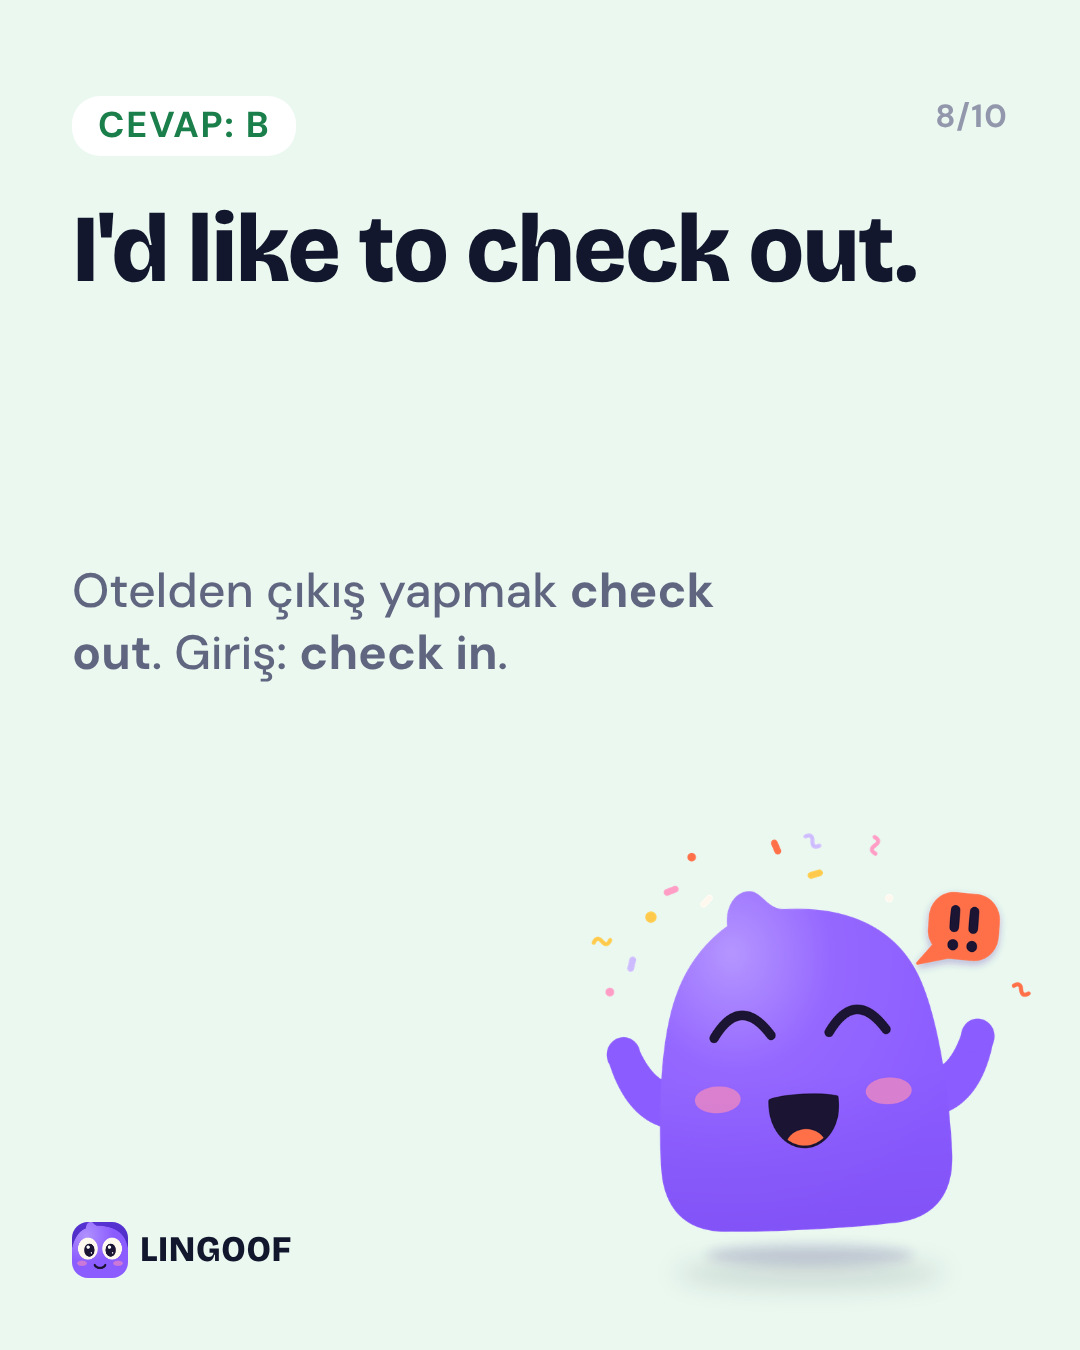 CEVAP: B
8/10
I'd like to check out.
Otelden çıkış yapmak check
out. Giriş: check in.
!!
LINGOOF